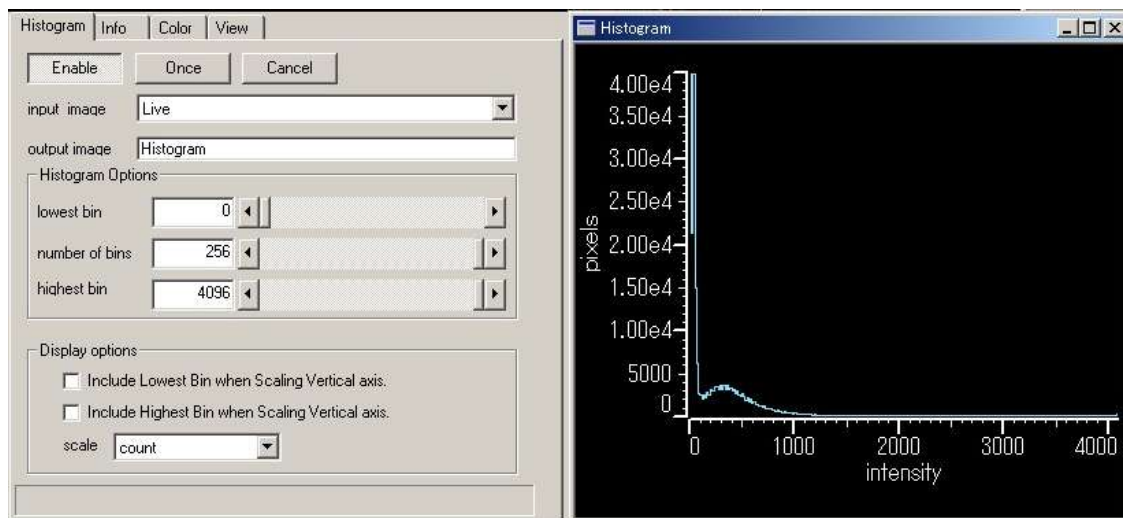 Histogram Info Color View
Enable Once Cancel
input image Live
output image Histogram
Histogram Options
lowest bin 0
number of bins 256
highest bin 4096
Display options
Include Lowest Bin when Scaling Vertical axis.
Include Highest Bin when Scaling Vertical axis.
scale count
Histogram
4.00e4
3.50e4
3.00e4
2.50e4
2.00e4
1.50e4
1.00e4
5000
0
pixels
0 1000 2000 3000 4000
intensity